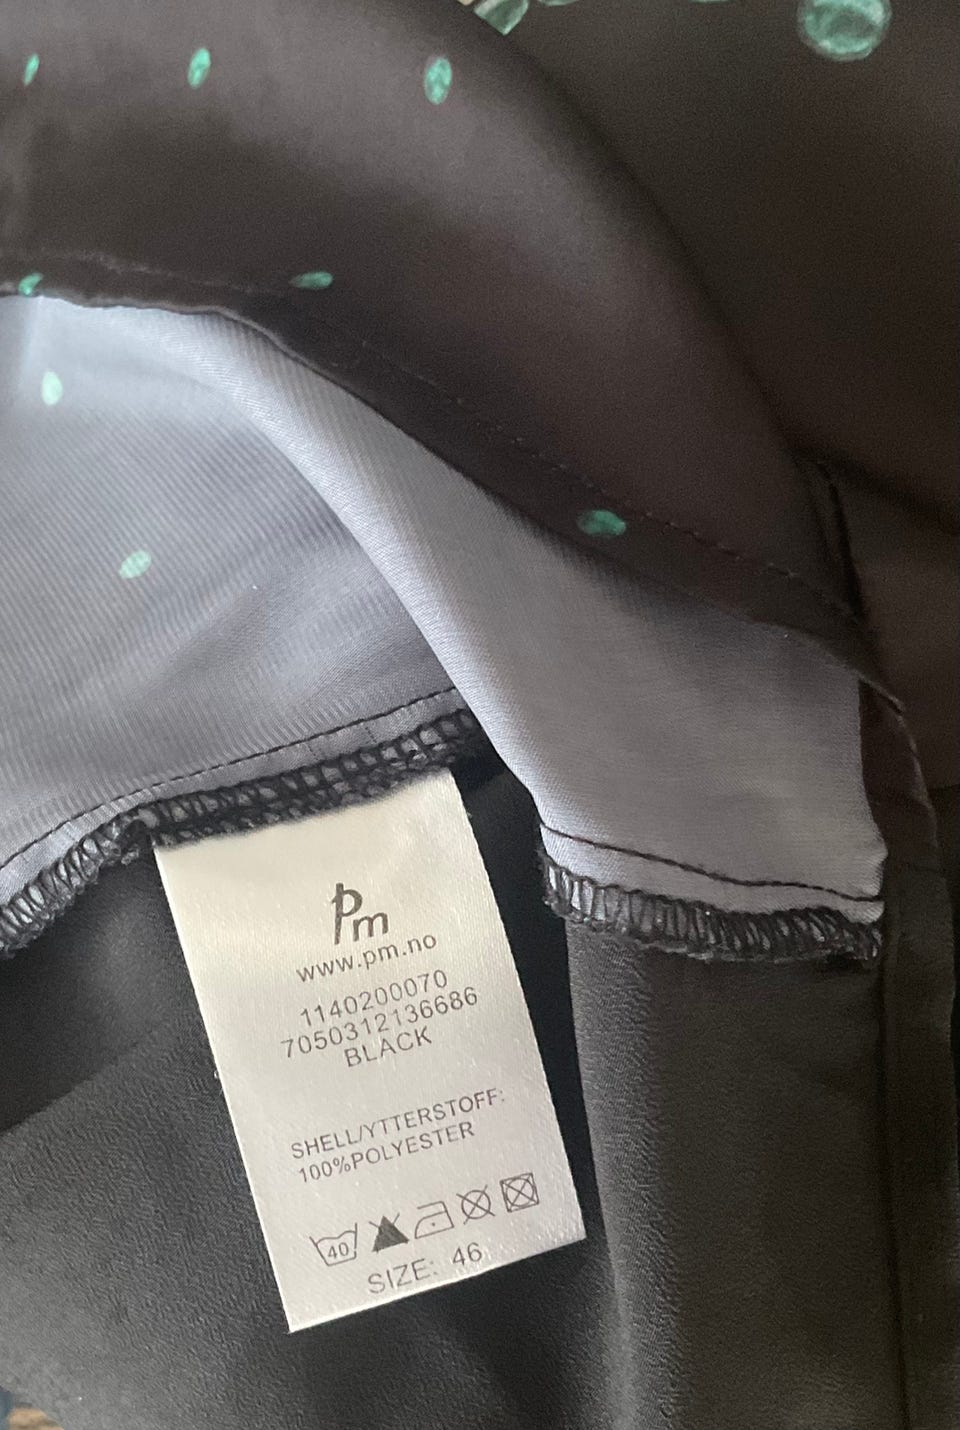 Pm
www.pm.no
1140200070
7050312136686
BLACK
SHELL/YTTERSTOFF:
100%POLYESTER
40
SIZE: 46